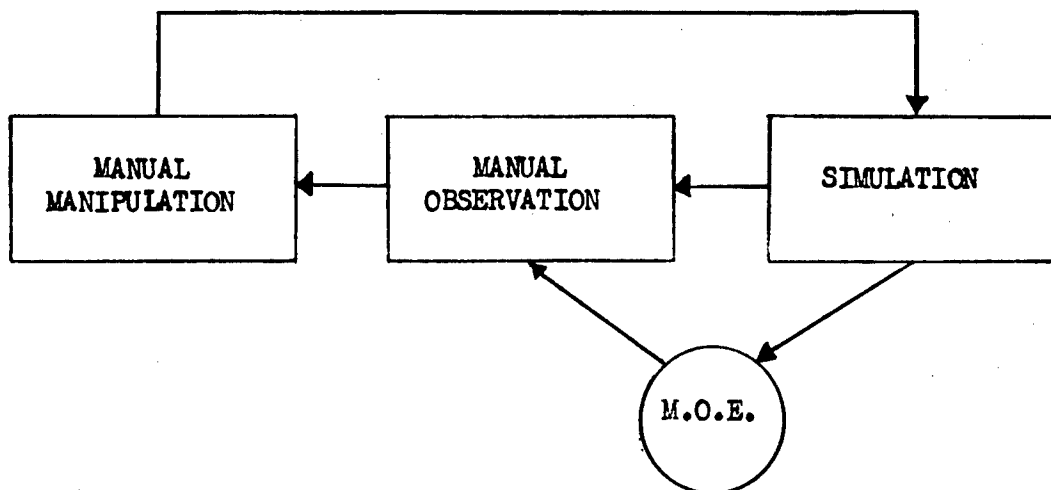 MANUAL
MANIPULATION
MANUAL
OBSERVATION
SIMULATION
M.O.E.